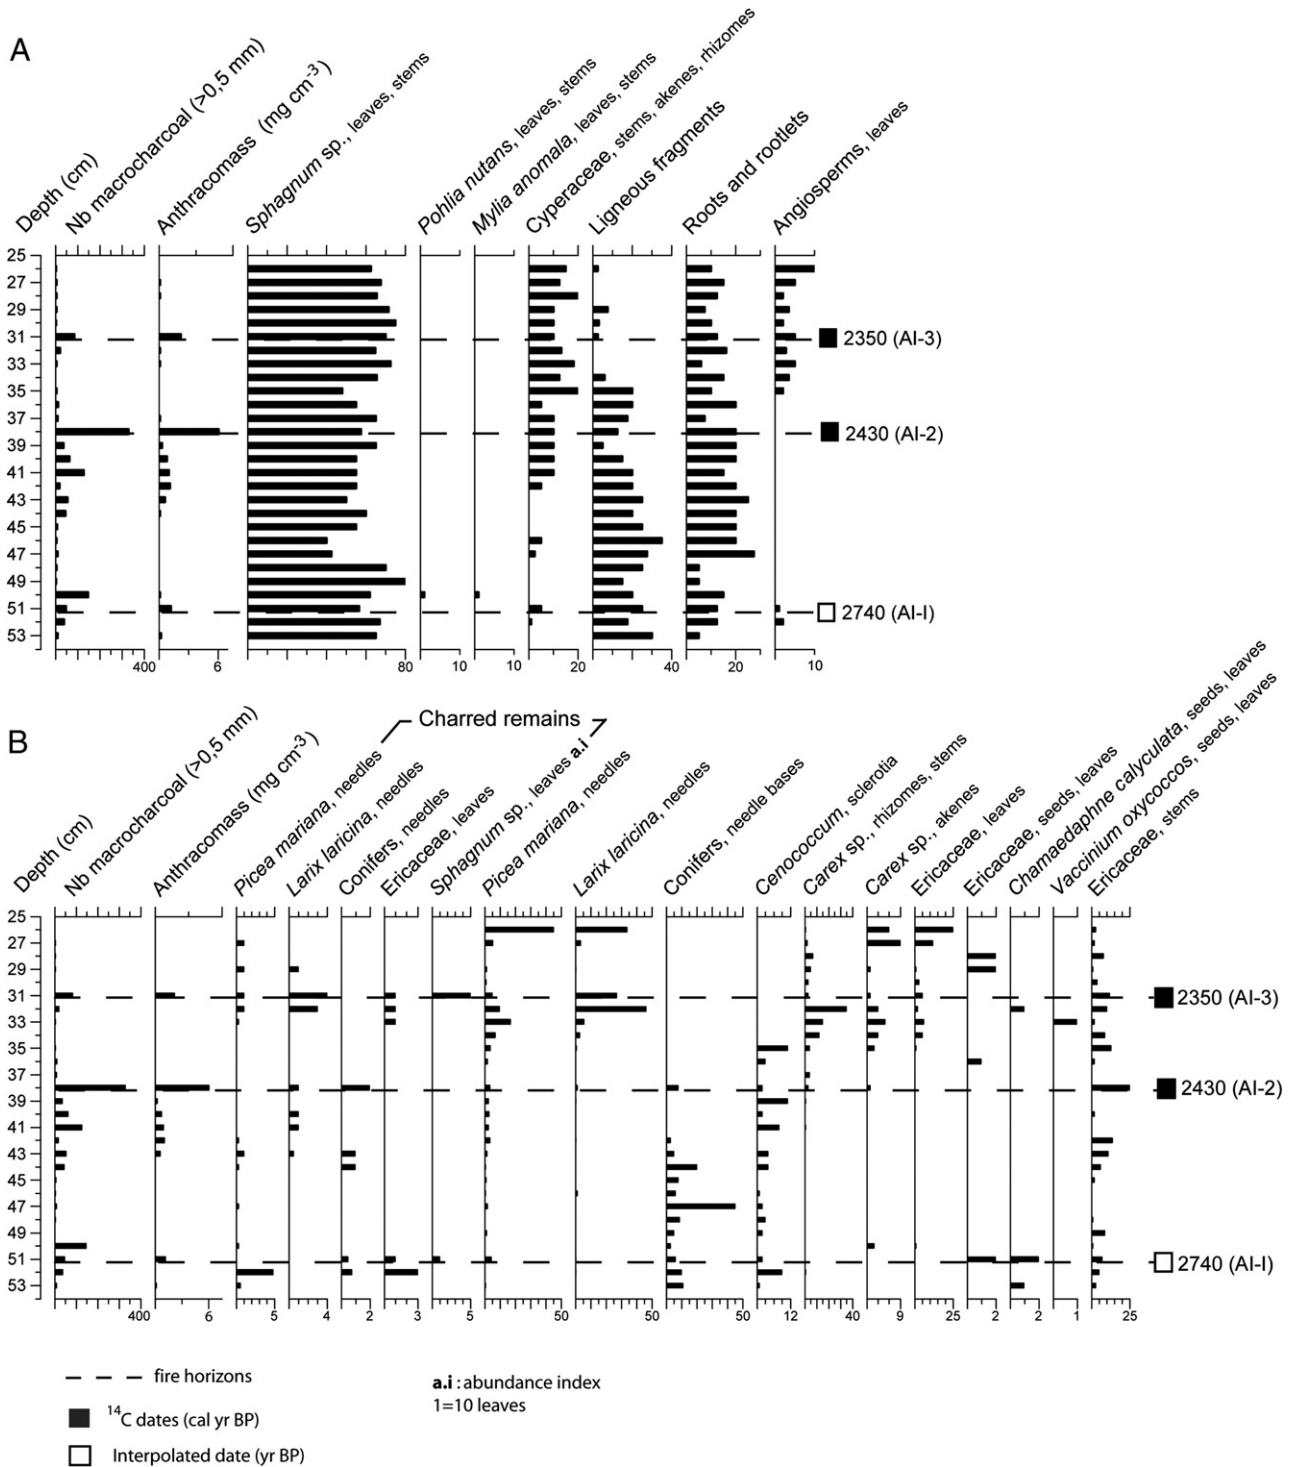 A
Depth (cm)
Nb macrocharcoal (>0,5 mm)
Anthracomass (mg cm-3)
Sphagnum sp., leaves, stems
Pohlia nutans, leaves, stems
Mylia anomala, leaves, stems
Cyperaceae, stems, akenes, rhizomes
Ligneous fragments
Roots and rootlets
Angiosperms, leaves
25
27
29
31
33
35
37
39
41
43
45
47
49
51
53
2350 (AI-3)
2430 (AI-2)
2740 (AI-I)
400 6 80 10 10 20 40 20 10
B
Charred remains
Depth (cm)
Nb macrocharcoal (>0,5 mm)
Anthracomass (mg cm-3)
Picea mariana, needles
Larix laricina, needles
Conifers, needles
Ericaceae, leaves
Sphagnum sp., leaves a.i
Picea mariana, needles
Larix laricina, needles
Conifers, needle bases
Cenococcum, sclerotia
Carex sp., rhizomes, stems
Carex sp., akenes
Ericaceae, leaves
Ericaceae, seeds, leaves
Chamaedaphne calyculata, seeds, leaves
Vaccinium oxycoccos, seeds, leaves
Ericaceae, stems
25
27
29
31
33
35
37
39
41
43
45
47
49
51
53
2350 (AI-3)
2430 (AI-2)
2740 (AI-I)
400 6 5 4 2 3 5 50 50 50 12 40 9 25 2 2 1 25
fire horizons
14C dates (cal yr BP)
Interpolated date (yr BP)
a.i : abundance index
1=10 leaves